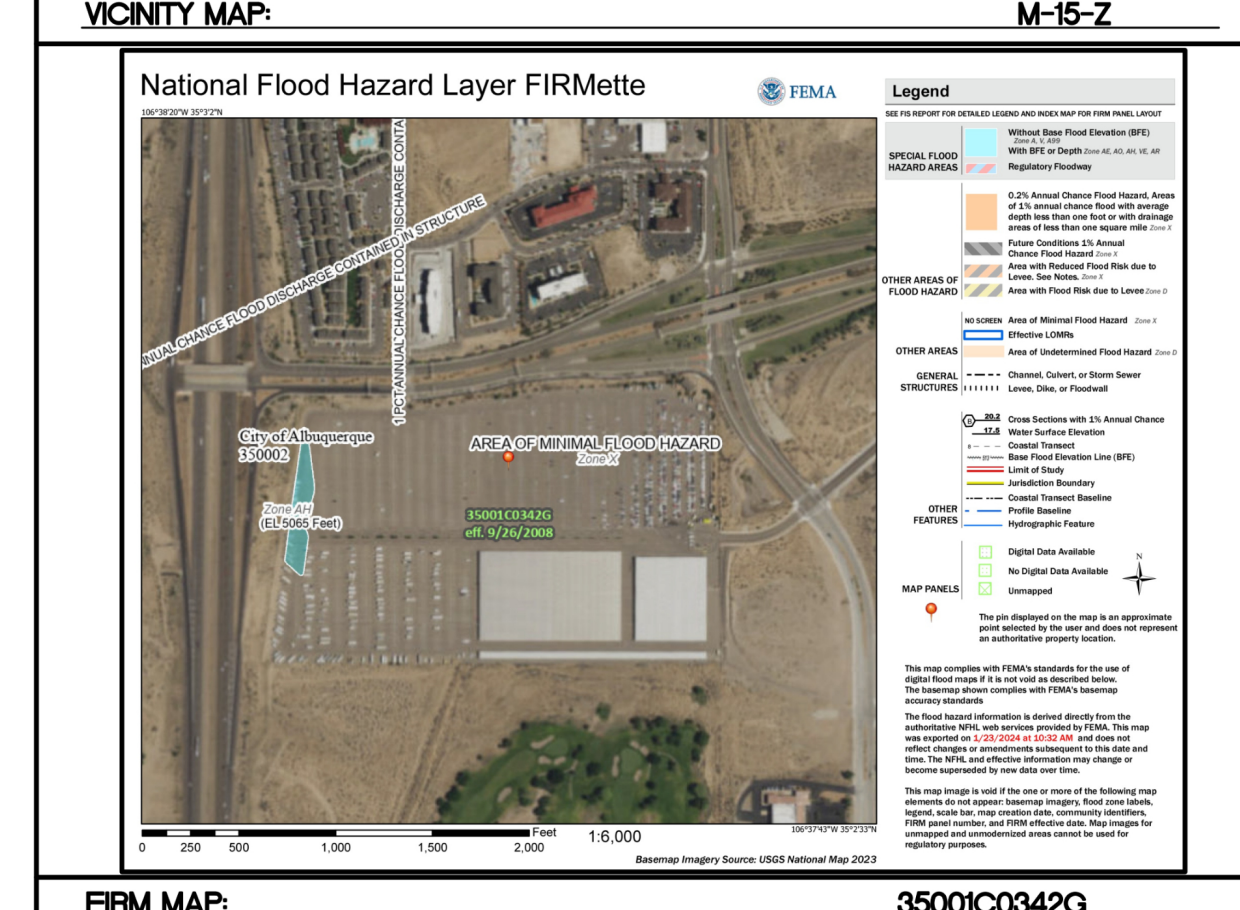 VICINITY MAP:
M-15-Z
National Flood Hazard Layer FIRMette
FEMA
106°38'20"W 35°3'2"N
1 PCT ANNUAL CHANCE FLOOD DISCHARGE CONTA
NUAL CHANCE FLOOD DISCHARGE CONTAINED IN STRUCTURE
City of Albuquerque
350002
AREA OF MINIMAL FLOOD HAZARD
Zone X
Zone AH
(EL 5065 Feet)
35001C0342G
eff. 9/26/2008
0 250 500 1,000 1,500 2,000
Feet
1:6,000
106°37'43"W 35°2'33"N
Basemap Imagery Source: USGS National Map 2023
Legend
SEE FIS REPORT FOR DETAILED LEGEND AND INDEX MAP FOR FIRM PANEL LAYOUT
SPECIAL FLOOD
HAZARD AREAS
Without Base Flood Elevation (BFE)
Zone A, V, A99
With BFE or Depth Zone AE, AO, AH, VE, AR
Regulatory Floodway
0.2% Annual Chance Flood Hazard, Areas
of 1% annual chance flood with average
depth less than one foot or with drainage
areas of less than one square mile Zone X
Future Conditions 1% Annual
Chance Flood Hazard Zone X
Area with Reduced Flood Risk due to
Levee. See Notes. Zone X
Area with Flood Risk due to Levee Zone D
OTHER AREAS OF
FLOOD HAZARD
NO SCREEN Area of Minimal Flood Hazard Zone X
Effective LOMRs
OTHER AREAS
Area of Undetermined Flood Hazard Zone D
GENERAL
STRUCTURES
Channel, Culvert, or Storm Sewer
Levee, Dike, or Floodwall
B 20.2 Cross Sections with 1% Annual Chance
17.5 Water Surface Elevation
8 Coastal Transect
Base Flood Elevation Line (BFE)
Limit of Study
Jurisdiction Boundary
Coastal Transect Baseline
OTHER
FEATURES
Profile Baseline
Hydrographic Feature
Digital Data Available
No Digital Data Available
Unmapped
MAP PANELS
N
The pin displayed on the map is an approximate
point selected by the user and does not represent
an authoritative property location.
This map complies with FEMA's standards for the use of
digital flood maps if it is not void as described below.
The basemap shown complies with FEMA's basemap
accuracy standards
The flood hazard information is derived directly from the
authoritative NFHL web services provided by FEMA. This map
was exported on 1/23/2024 at 10:32 AM and does not
reflect changes or amendments subsequent to this date and
time. The NFHL and effective information may change or
become superseded by new data over time.
This map image is void if the one or more of the following map
elements do not appear: basemap imagery, flood zone labels,
legend, scale bar, map creation date, community identifiers,
FIRM panel number, and FIRM effective date. Map images for
unmapped and unmodernized areas cannot be used for
regulatory purposes.
FIRM MAP:
35001C0342G